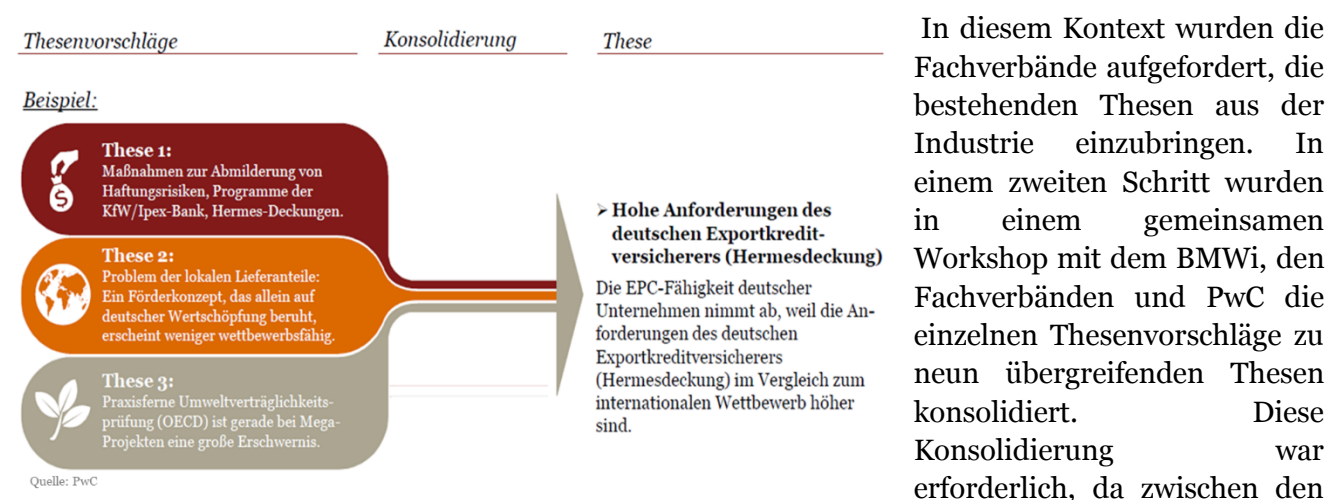 Thesenvorschläge
Konsolidierung
These
Beispiel:
These 1:
Maßnahmen zur Abmilderung von
Haftungsrisiken, Programme der
KfW/Ipex-Bank, Hermes-Deckungen.
These 2:
Problem der lokalen Lieferanteile:
Ein Förderkonzept, das allein auf
deutscher Wertschöpfung beruht,
erscheint weniger wettbewerbsfähig.
These 3:
Praxisferne Umweltverträglichkeits-
prüfung (OECD) ist gerade bei Mega-
Projekten eine große Erschwernis.
➢ Hohe Anforderungen des
deutschen Exportkredit-
versicherers (Hermesdeckung)
Die EPC-Fähigkeit deutscher
Unternehmen nimmt ab, weil die An-
forderungen des deutschen
Exportkreditversicherers
(Hermesdeckung) im Vergleich zum
internationalen Wettbewerb höher
sind.
Quelle: PwC
In diesem Kontext wurden die
Fachverbände aufgefordert, die
bestehenden Thesen aus der
Industrie einzubringen. In
einem zweiten Schritt wurden
in einem gemeinsamen
Workshop mit dem BMWi, den
Fachverbänden und PwC die
einzelnen Thesenvorschläge zu
neun übergreifenden Thesen
konsolidiert. Diese
Konsolidierung war
erforderlich, da zwischen den